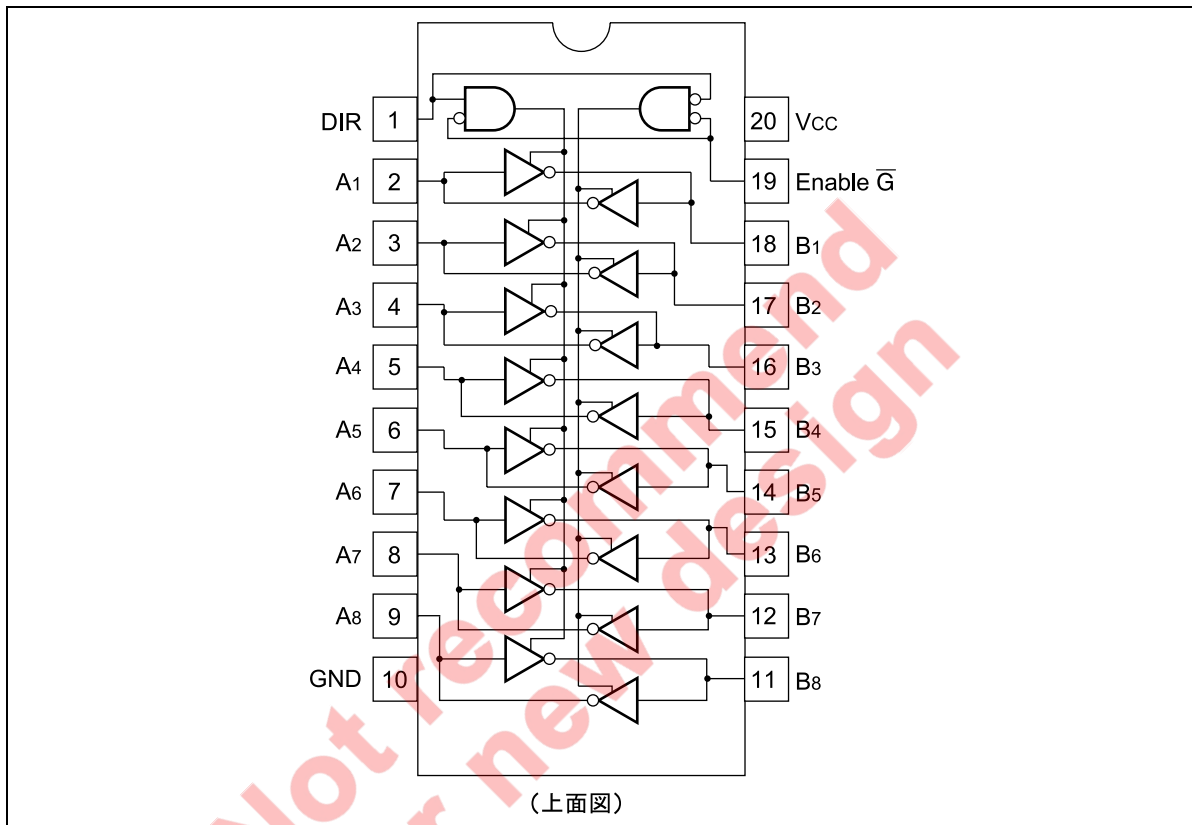 DIR 1
A1 2
A2 3
A3 4
A4 5
A5 6
A6 7
A7 8
A8 9
GND 10
20 VCC
19 Enable G̅
18 B1
17 B2
16 B3
15 B4
14 B5
13 B6
12 B7
11 B8
(上面図)
Not recommend
for new design